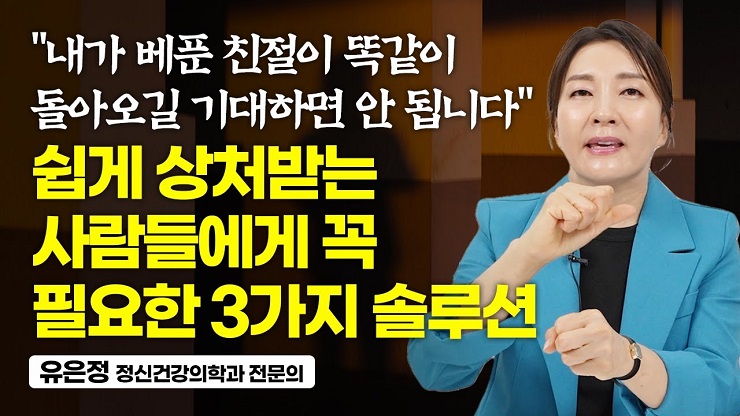 "내가 베푼 친절이 똑같이
돌아오길 기대하면 안 됩니다"
쉽게 상처받는
사람들에게 꼭
필요한 3가지 솔루션
유은정 정신건강의학과 전문의